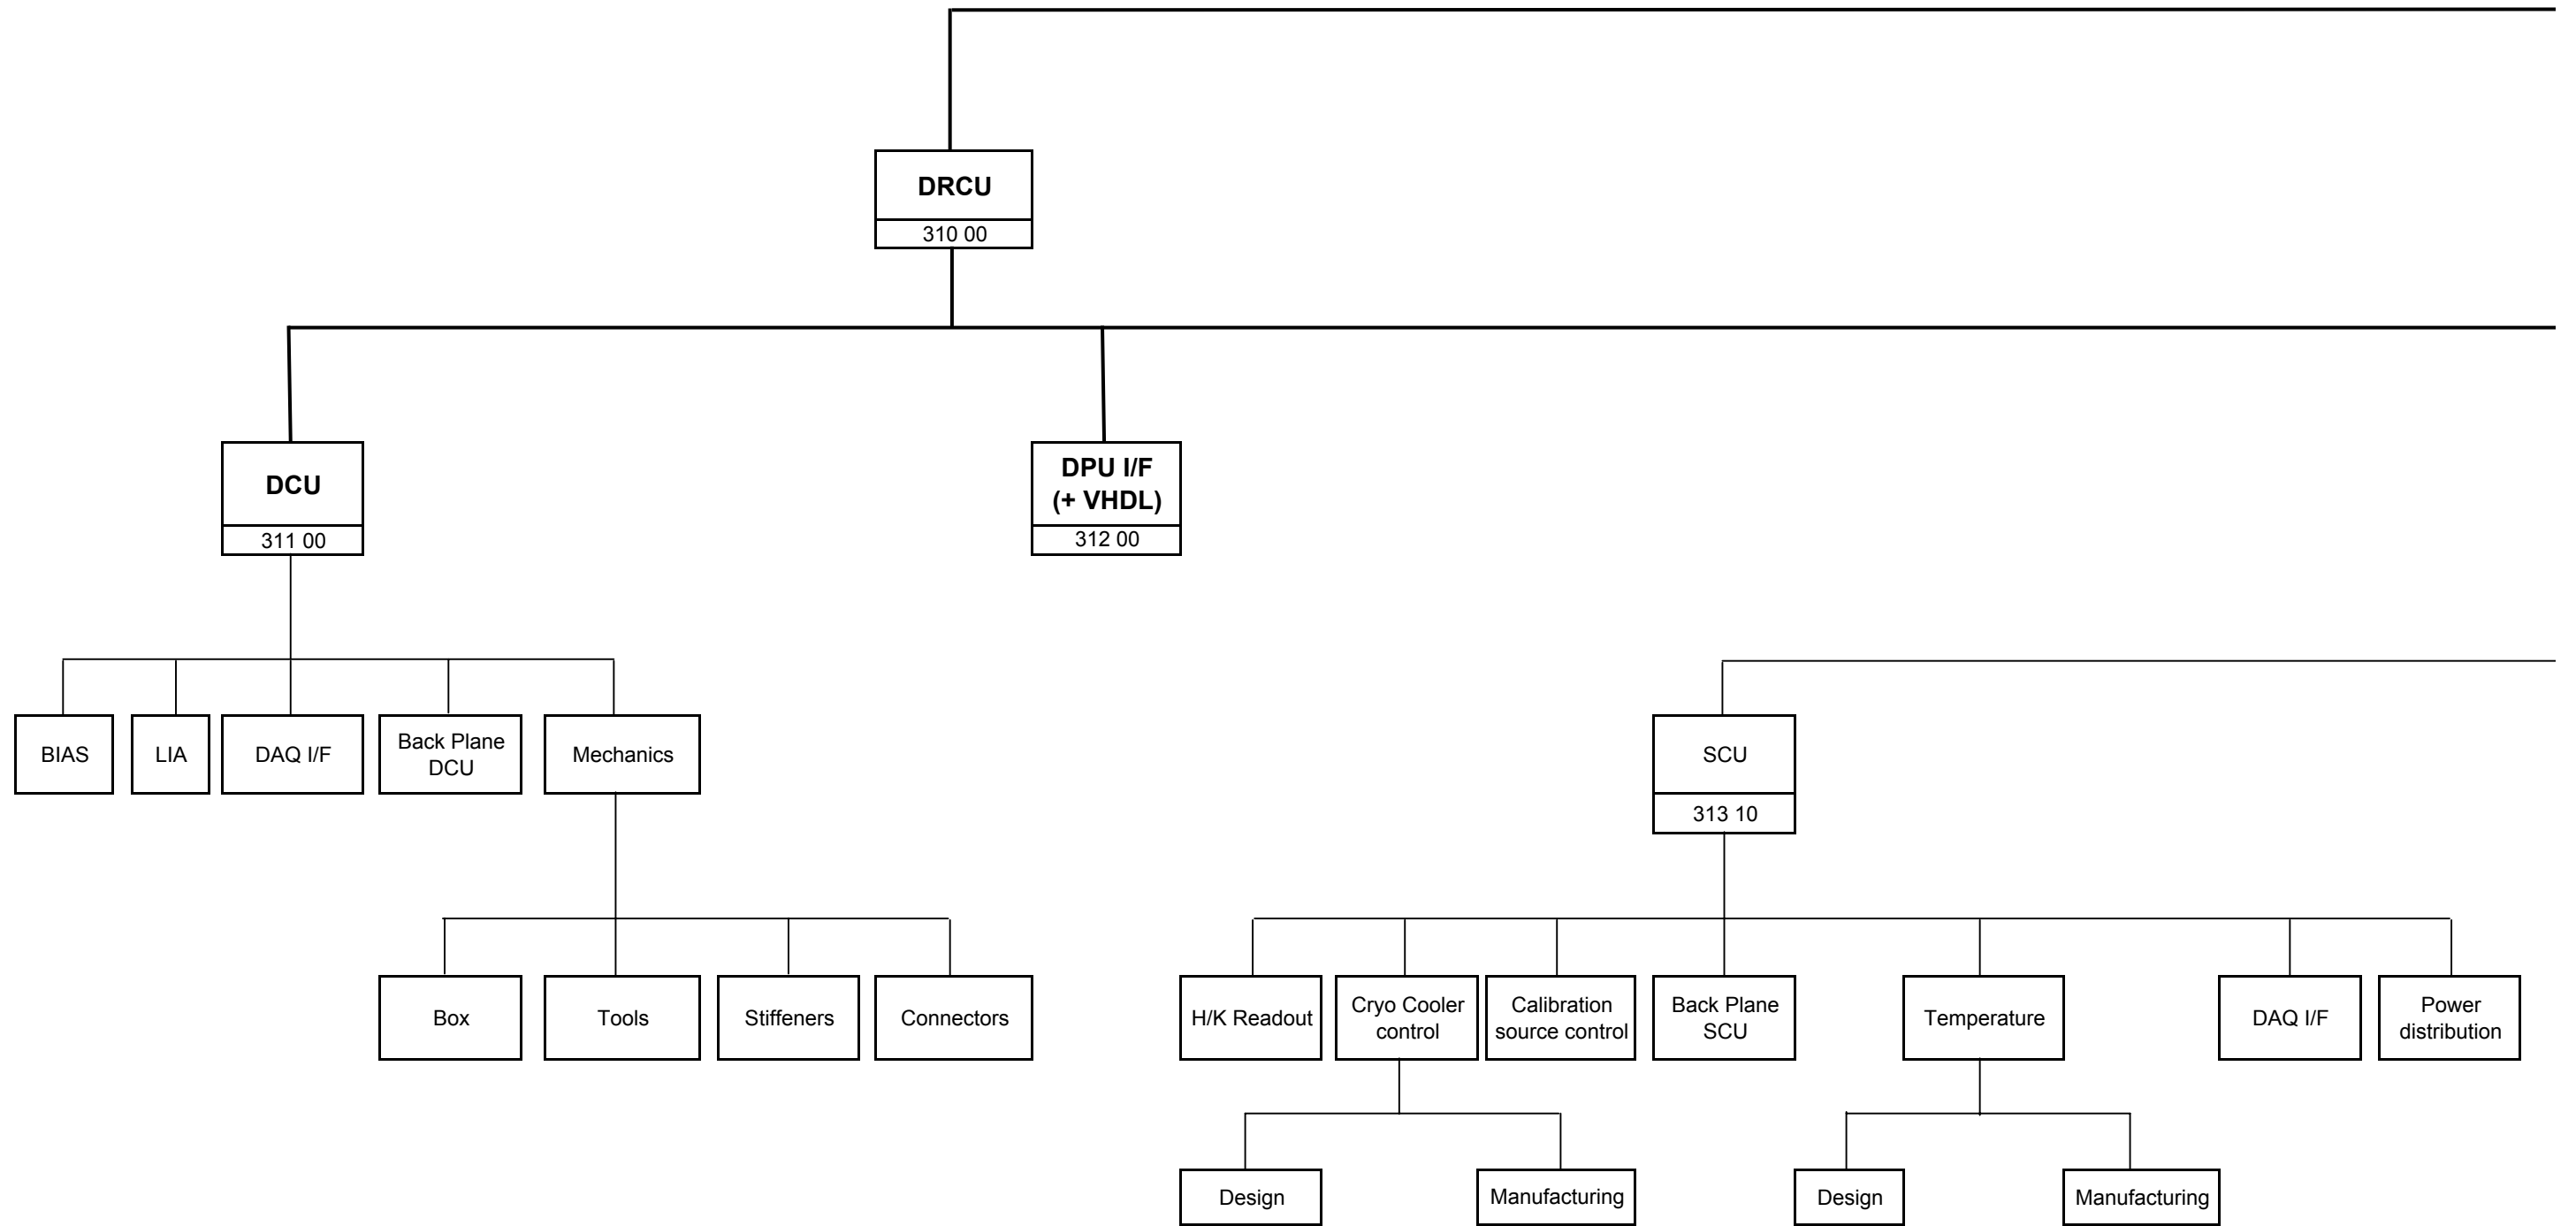 DRCU
310 00
DCU
311 00
DPU I/F
(+ VHDL)
312 00
BIAS
LIA
DAQ I/F
Back Plane
DCU
Mechanics
SCU
313 10
Box
Tools
Stiffeners
Connectors
H/K Readout
Cryo Cooler
control
Calibration
source control
Back Plane
SCU
Temperature
DAQ I/F
Power
distribution
Design
Manufacturing
Design
Manufacturing